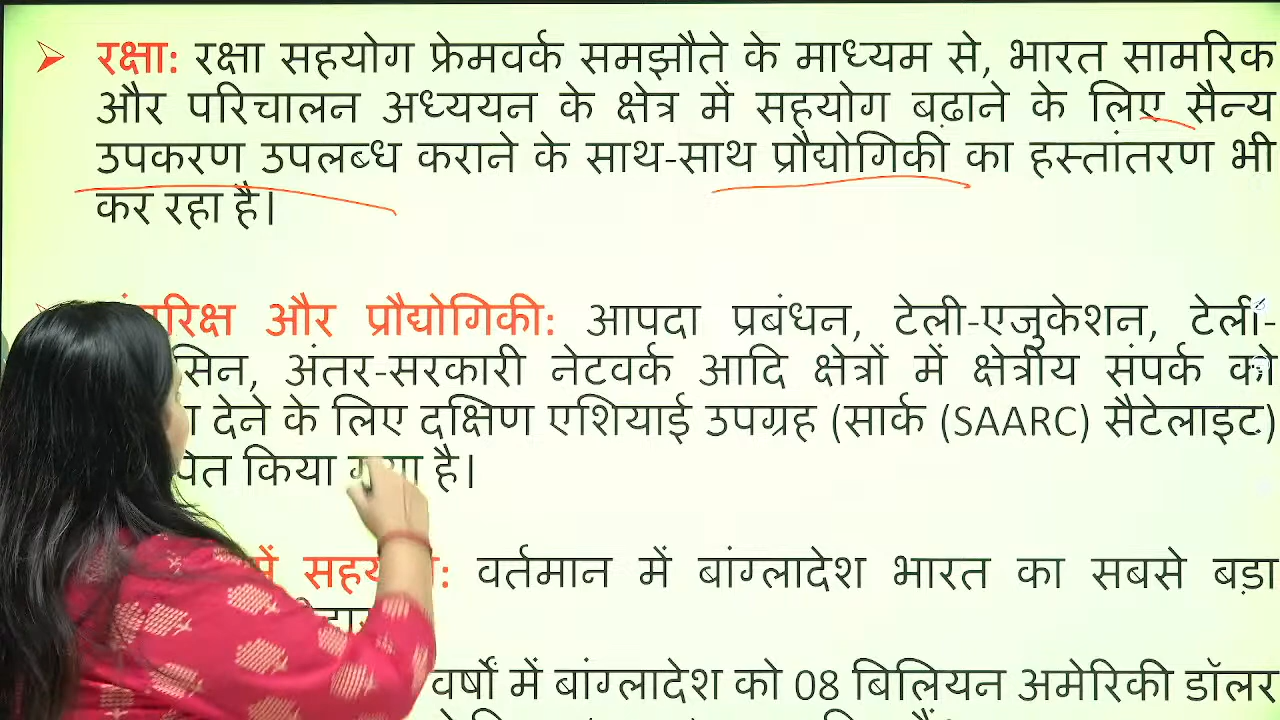 रक्षा: रक्षा सहयोग फ्रेमवर्क समझौते के माध्यम से, भारत सामरिक
और परिचालन अध्ययन के क्षेत्र में सहयोग बढ़ाने के लिए सैन्य
उपकरण उपलब्ध कराने के साथ-साथ प्रौद्योगिकी का हस्तांतरण भी
कर रहा है।
और प्रौद्योगिकी: आपदा प्रबंधन, टेली-एजुकेशन, टेली-
अंतर-सरकारी नेटवर्क आदि क्षेत्रों में क्षेत्रीय संपर्क को
देने के लिए दक्षिण एशियाई उपग्रह (सार्क (SAARC) सैटेलाइट)
किया गया है।
में वर्तमान में बांग्लादेश भारत का सबसे बड़ा
वर्षों में बांग्लादेश को 08 बिलियन अमेरिकी डॉलर